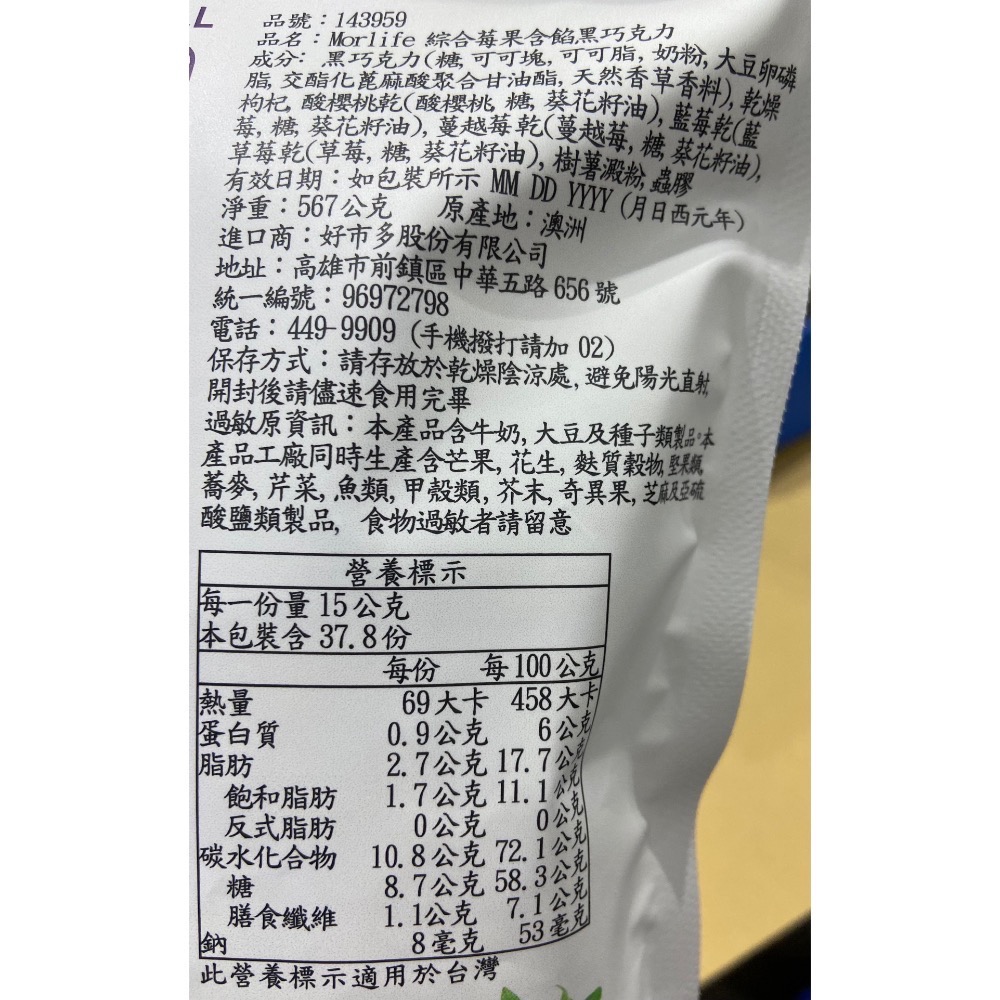 L
品號：143959
品名：Morlife 綜合莓果含餡黑巧克力
成分: 黑巧克力(糖, 可可塊, 可可脂, 奶粉, 大豆卵磷
脂, 交酯化蓖麻酸聚合甘油酯, 天然香草香料), 乾燥
枸杞, 酸櫻桃乾(酸櫻桃, 糖, 葵花籽油), 藍莓乾(藍
莓, 糖, 葵花籽油), 蔓越莓乾(蔓越莓, 糖, 葵花籽油),
草莓乾(草莓, 糖, 葵花籽油), 樹薯澱粉, 蟲膠
有效日期：如包裝所示 MM DD YYYY (月日西元年)
淨重：567公克 原產地：澳洲
進口商：好市多股份有限公司
地址：高雄市前鎮區中華五路 656 號
統一編號：96972798
電話：449-9909 (手機撥打請加 02)
保存方式：請存放於乾燥陰涼處, 避免陽光直射,
開封後請儘速食用完畢
過敏原資訊：本產品含牛奶, 大豆及種子類製品。本
產品工廠同時生產含芒果, 花生, 麩質穀物, 堅果類,
蕎麥, 芹菜, 魚類, 甲殼類, 芥末, 奇異果, 芝麻及亞硫
酸鹽類製品, 食物過敏者請留意
營養標示
每一份量 15公克
本包裝含 37.8份
每份 每100公克
熱量 69大卡 458大卡
蛋白質 0.9公克 6公克
脂肪 2.7公克 17.7公克
飽和脂肪 1.7公克 11.1公克
反式脂肪 0公克 0公克
碳水化合物 10.8公克 72.1公克
糖 8.7公克 58.3公克
膳食纖維 1.1公克 7.1公克
鈉 8毫克 53毫克
此營養標示適用於台灣